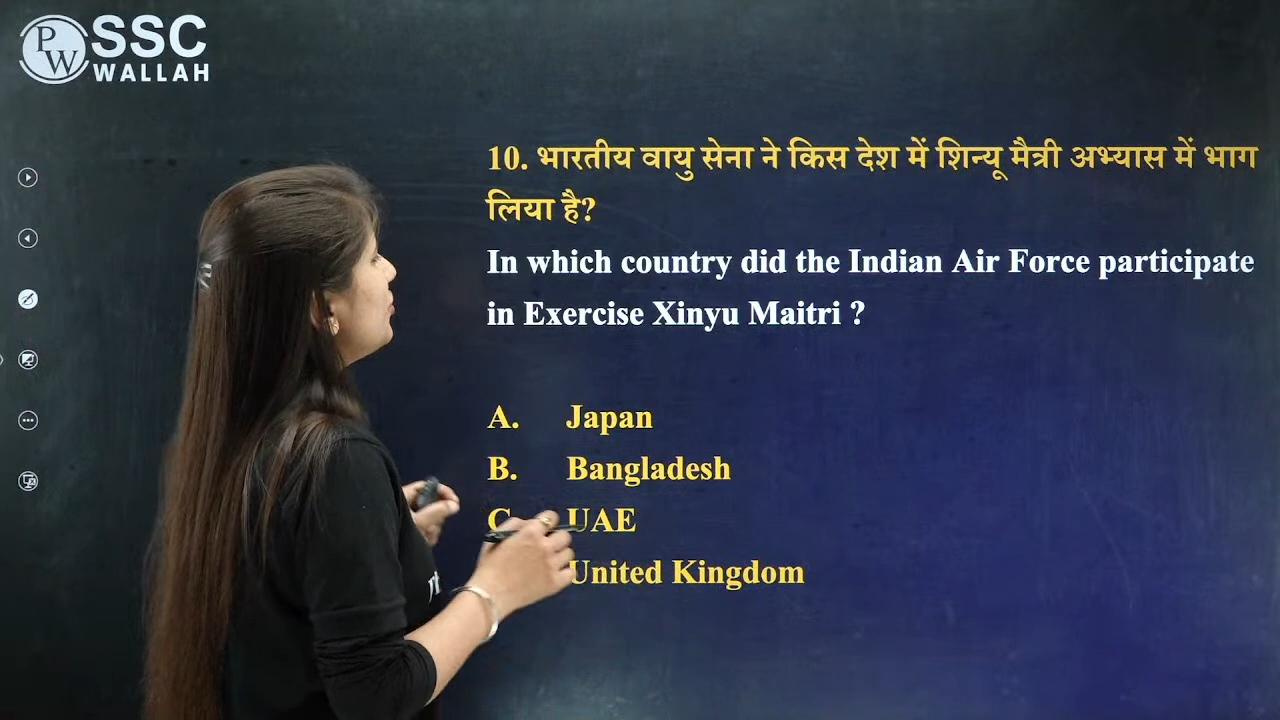 PW
SSC
WALLAH
10. भारतीय वायु सेना ने किस देश में शिन्यू मैत्री अभ्यास में भाग
लिया है?
In which country did the Indian Air Force participate
in Exercise Xinyu Maitri ?
A. Japan
B. Bangladesh
C. UAE
United Kingdom